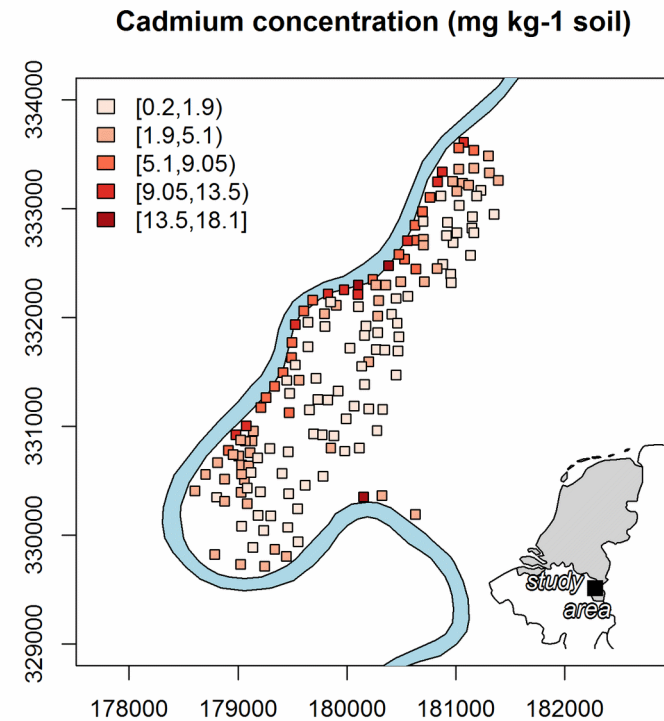 Cadmium concentration (mg kg-1 soil)
334000
333000
332000
331000
330000
329000
[0.2,1.9)
[1.9,5.1)
[5.1,9.05)
[9.05,13.5)
[13.5,18.1]
study
area
178000 179000 180000 181000 182000